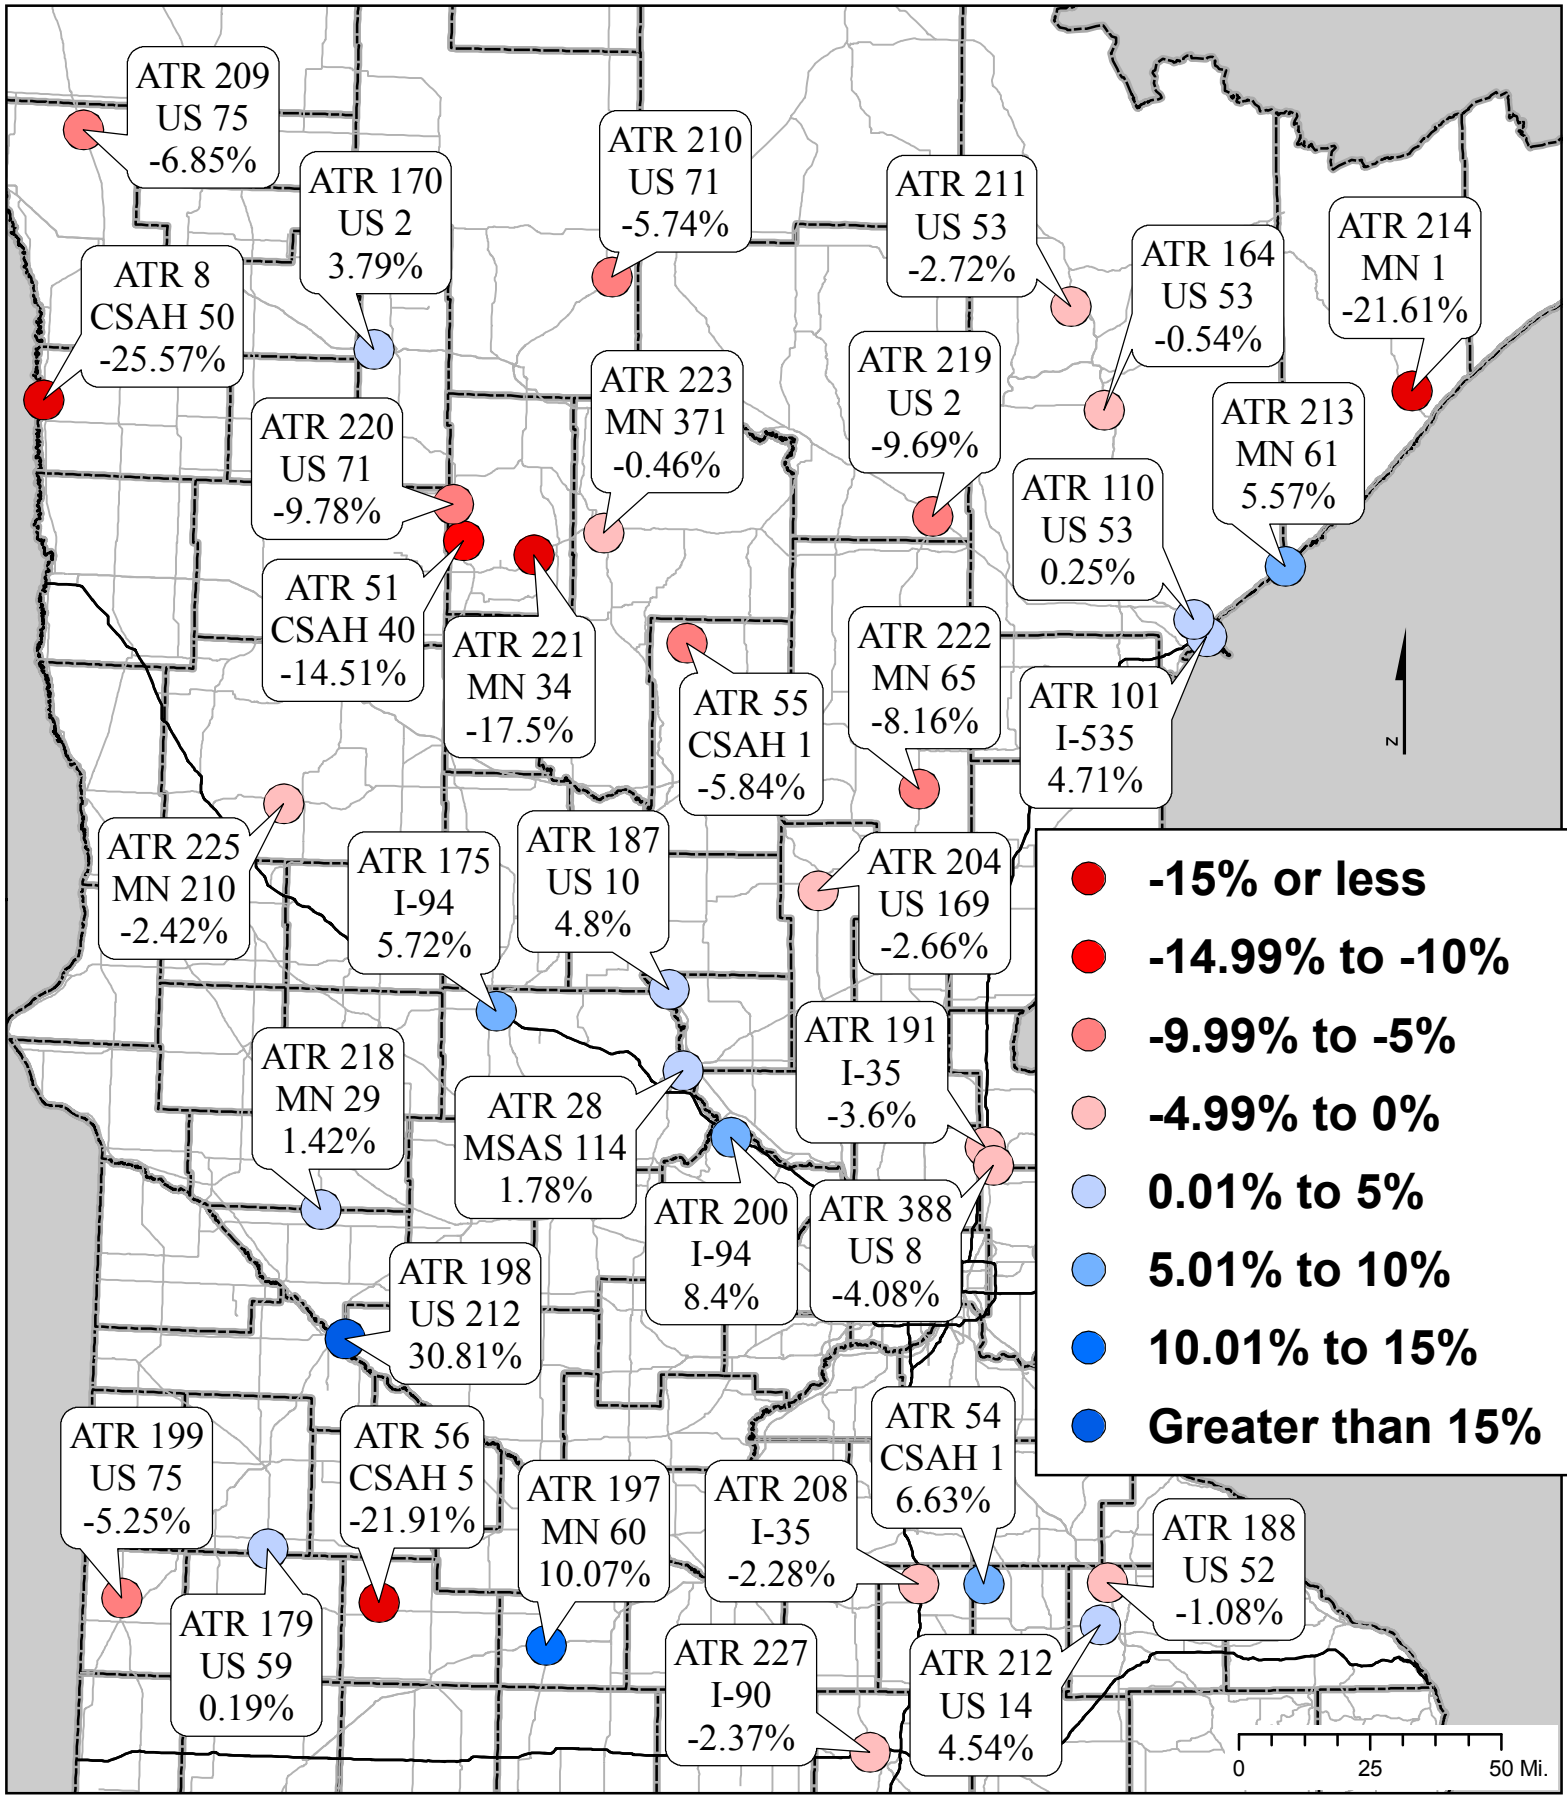 ATR 209
US 75
-6.85%
ATR 170
US 2
3.79%
ATR 210
US 71
-5.74%
ATR 211
US 53
-2.72%
ATR 164
US 53
-0.54%
ATR 214
MN 1
-21.61%
ATR 8
CSAH 50
-25.57%
ATR 220
US 71
-9.78%
ATR 223
MN 371
-0.46%
ATR 219
US 2
-9.69%
ATR 213
MN 61
5.57%
ATR 110
US 53
0.25%
ATR 51
CSAH 40
-14.51%
ATR 221
MN 34
-17.5%
ATR 55
CSAH 1
-5.84%
ATR 222
MN 65
-8.16%
ATR 101
I-535
4.71%
N
ATR 225
MN 210
-2.42%
ATR 175
I-94
5.72%
ATR 187
US 10
4.8%
ATR 204
US 169
-2.66%
ATR 218
MN 29
1.42%
ATR 28
MSAS 114
1.78%
ATR 191
I-35
-3.6%
ATR 200
I-94
8.4%
ATR 388
US 8
-4.08%
ATR 198
US 212
30.81%
-15% or less
-14.99% to -10%
-9.99% to -5%
-4.99% to 0%
0.01% to 5%
5.01% to 10%
10.01% to 15%
Greater than 15%
ATR 199
US 75
-5.25%
ATR 56
CSAH 5
-21.91%
ATR 197
MN 60
10.07%
ATR 208
I-35
-2.28%
ATR 54
CSAH 1
6.63%
ATR 188
US 52
-1.08%
ATR 179
US 59
0.19%
ATR 227
I-90
-2.37%
ATR 212
US 14
4.54%
0 25 50 Mi.